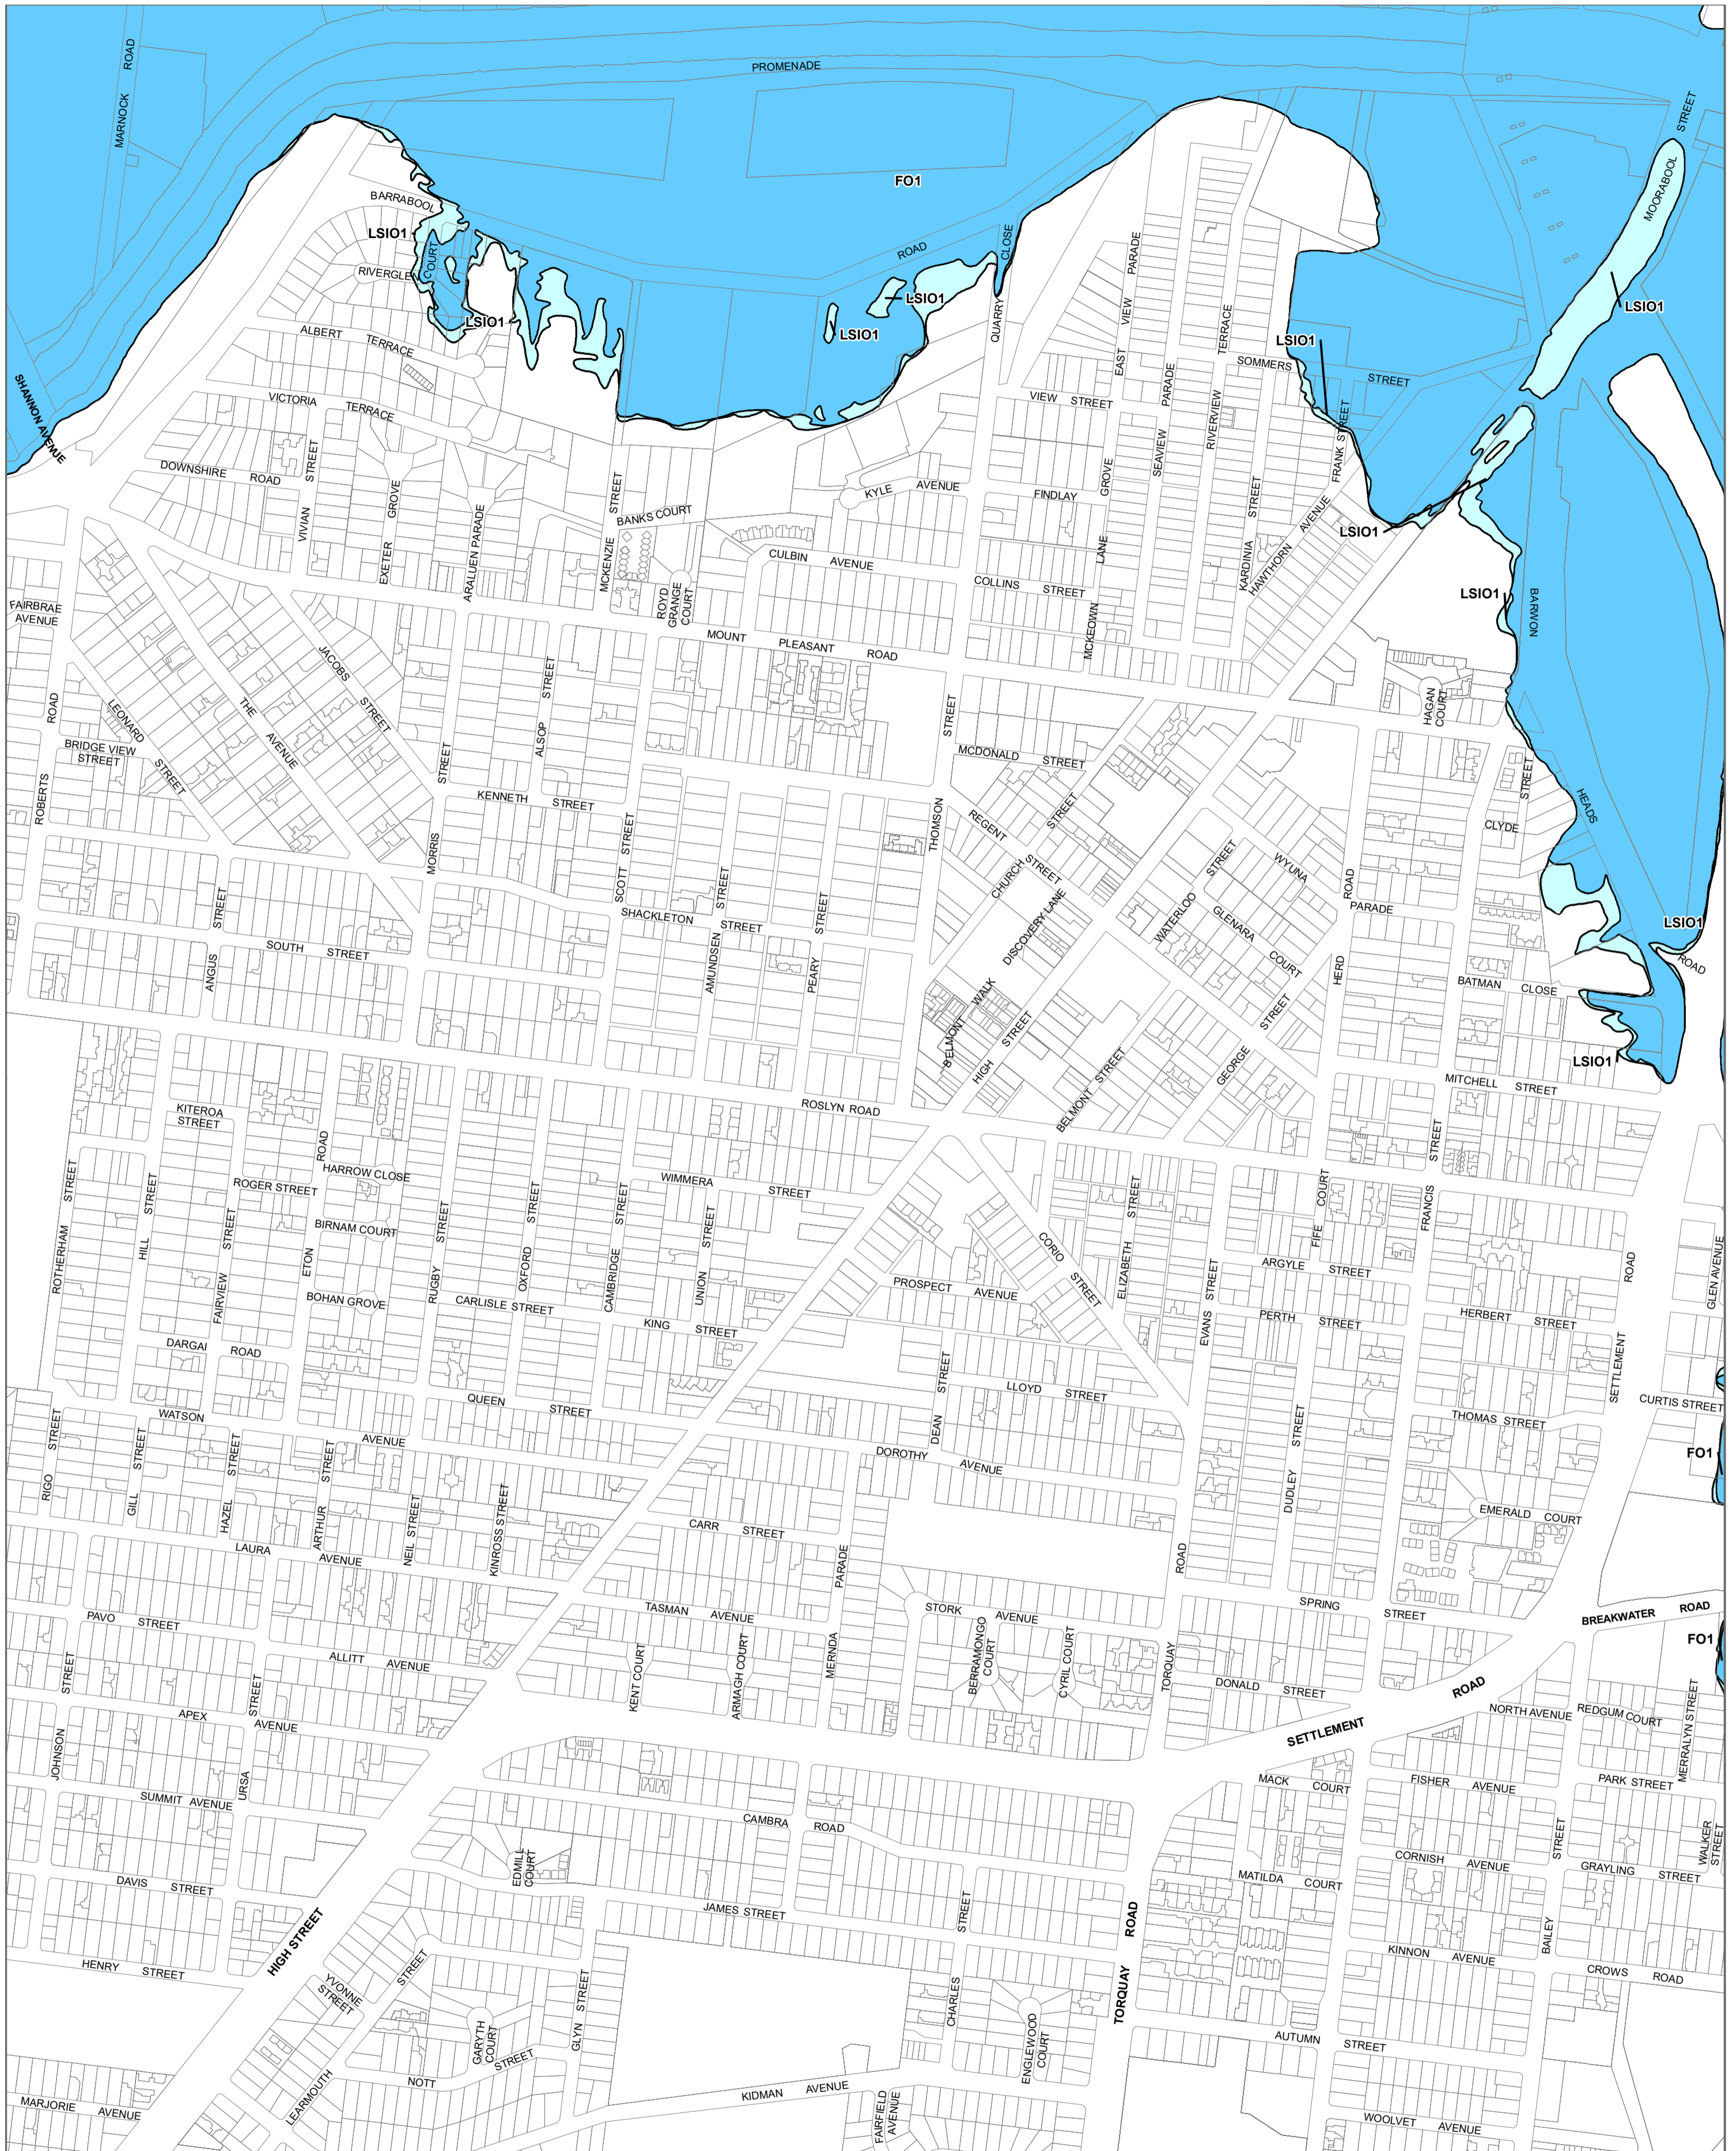 MARNOCK ROAD
PROMENADE
MOORABOOL STREET
FO1
BARRABOOL
ROAD
LSIO1
RIVERGLEN
COURT
LSIO1
LSIO1
LSIO1
QUARRY CLOSE
EAST VIEW PARADE
LSIO1
LSIO1
SOMMERS
STREET
ALBERT
TERRACE
SHANNON AVENUE
VICTORIA
TERRACE
VIEW STREET
SEAVIEW PARADE
RIVERVIEW TERRACE
FRANK STREET
DOWNSHIRE ROAD
VIVIAN STREET
EXETER GROVE
ARALUEN PARADE
MCKENZIE STREET
BANKS COURT
KYLE AVENUE
FINDLAY
GROVE
KARDINIA STREET
HAWTHORN AVENUE
LSIO1
CULBIN AVENUE
COLLINS STREET
LANE
MCKEOWN
LSIO1
BARWON
FAIRBRAE
AVENUE
ROYD
GRANGE
COURT
MOUNT PLEASANT ROAD
JACOBS STREET
LEONARD STREET
THE AVENUE
ALSOP STREET
STREET
HAGAN
COURT
ROAD
BRIDGE VIEW
STREET
ROBERTS
STREET
MCDONALD STREET
KENNETH STREET
MORRIS
SCOTT STREET
THOMSON
REGENT STREET
CHURCH STREET
HEADS
CLYDE
STREET
WYUNA
PARADE
WATERLOO STREET
GLENARA COURT
DISCOVERY LANE
HERD ROAD
SHACKLETON STREET
AMUNDSEN STREET
PEARY STREET
ANGUS STREET
SOUTH STREET
LSIO1
ROAD
BATMAN CLOSE
BELMONT WALK
HIGH STREET
BELMONT STREET
GEORGE STREET
LSIO1
MITCHELL STREET
ROSLYN ROAD
KITEROA
STREET
HARROW CLOSE
ROGER STREET
BIRNAM COURT
WIMMERA STREET
ROTHERHAM STREET
HILL STREET
FAIRVIEW STREET
ETON ROAD
RUGBY STREET
OXFORD STREET
CAMBRIDGE STREET
UNION STREET
CORIO STREET
ELIZABETH STREET
EVANS STREET
FIFE COURT
FRANCIS STREET
ARGYLE STREET
PROSPECT AVENUE
BOHAN GROVE
CARLISLE STREET
KING STREET
PERTH STREET
HERBERT STREET
SETTLEMENT ROAD
GLEN AVENUE
DARGAI ROAD
QUEEN STREET
LLOYD STREET
DEAN STREET
CURTIS STREET
THOMAS STREET
WATSON
AVENUE
DOROTHY
AVENUE
DUDLEY STREET
FO1
RIGO STREET
GILL STREET
HAZEL STREET
ARTHUR STREET
NEIL STREET
KINROSS STREET
CARR STREET
EMERALD COURT
LAURA AVENUE
MERNDA PARADE
TORQUAY ROAD
STORK AVENUE
SPRING STREET
BREAKWATER ROAD
PAVO STREET
TASMAN AVENUE
FO1
ALLITT AVENUE
KENT COURT
ARMAGH COURT
BERRAMONGO
COURT
CYRIL COURT
DONALD STREET
SETTLEMENT ROAD
NORTH AVENUE
REDGUM COURT
MERRALYN STREET
JOHNSON STREET
APEX AVENUE
URSA STREET
MACK COURT
FISHER AVENUE
PARK STREET
SUMMIT AVENUE
CAMBRA ROAD
EDMILL
COURT
CORNISH AVENUE
GRAYLING STREET
WALKER
STREET
DAVIS STREET
MATILDA COURT
JAMES STREET
HIGH STREET
TORQUAY ROAD
BAILEY STREET
KINNON AVENUE
CROWS ROAD
HENRY STREET
YVONNE
STREET
LEARMOUTH STREET
GARYTH
COURT
GLYN STREET
CHARLES STREET
ENGLEWOOD
COURT
AUTUMN STREET
NOTT STREET
KIDMAN AVENUE
FAIRFIELD
AVENUE
MARJORIE AVENUE
WOOLVET AVENUE